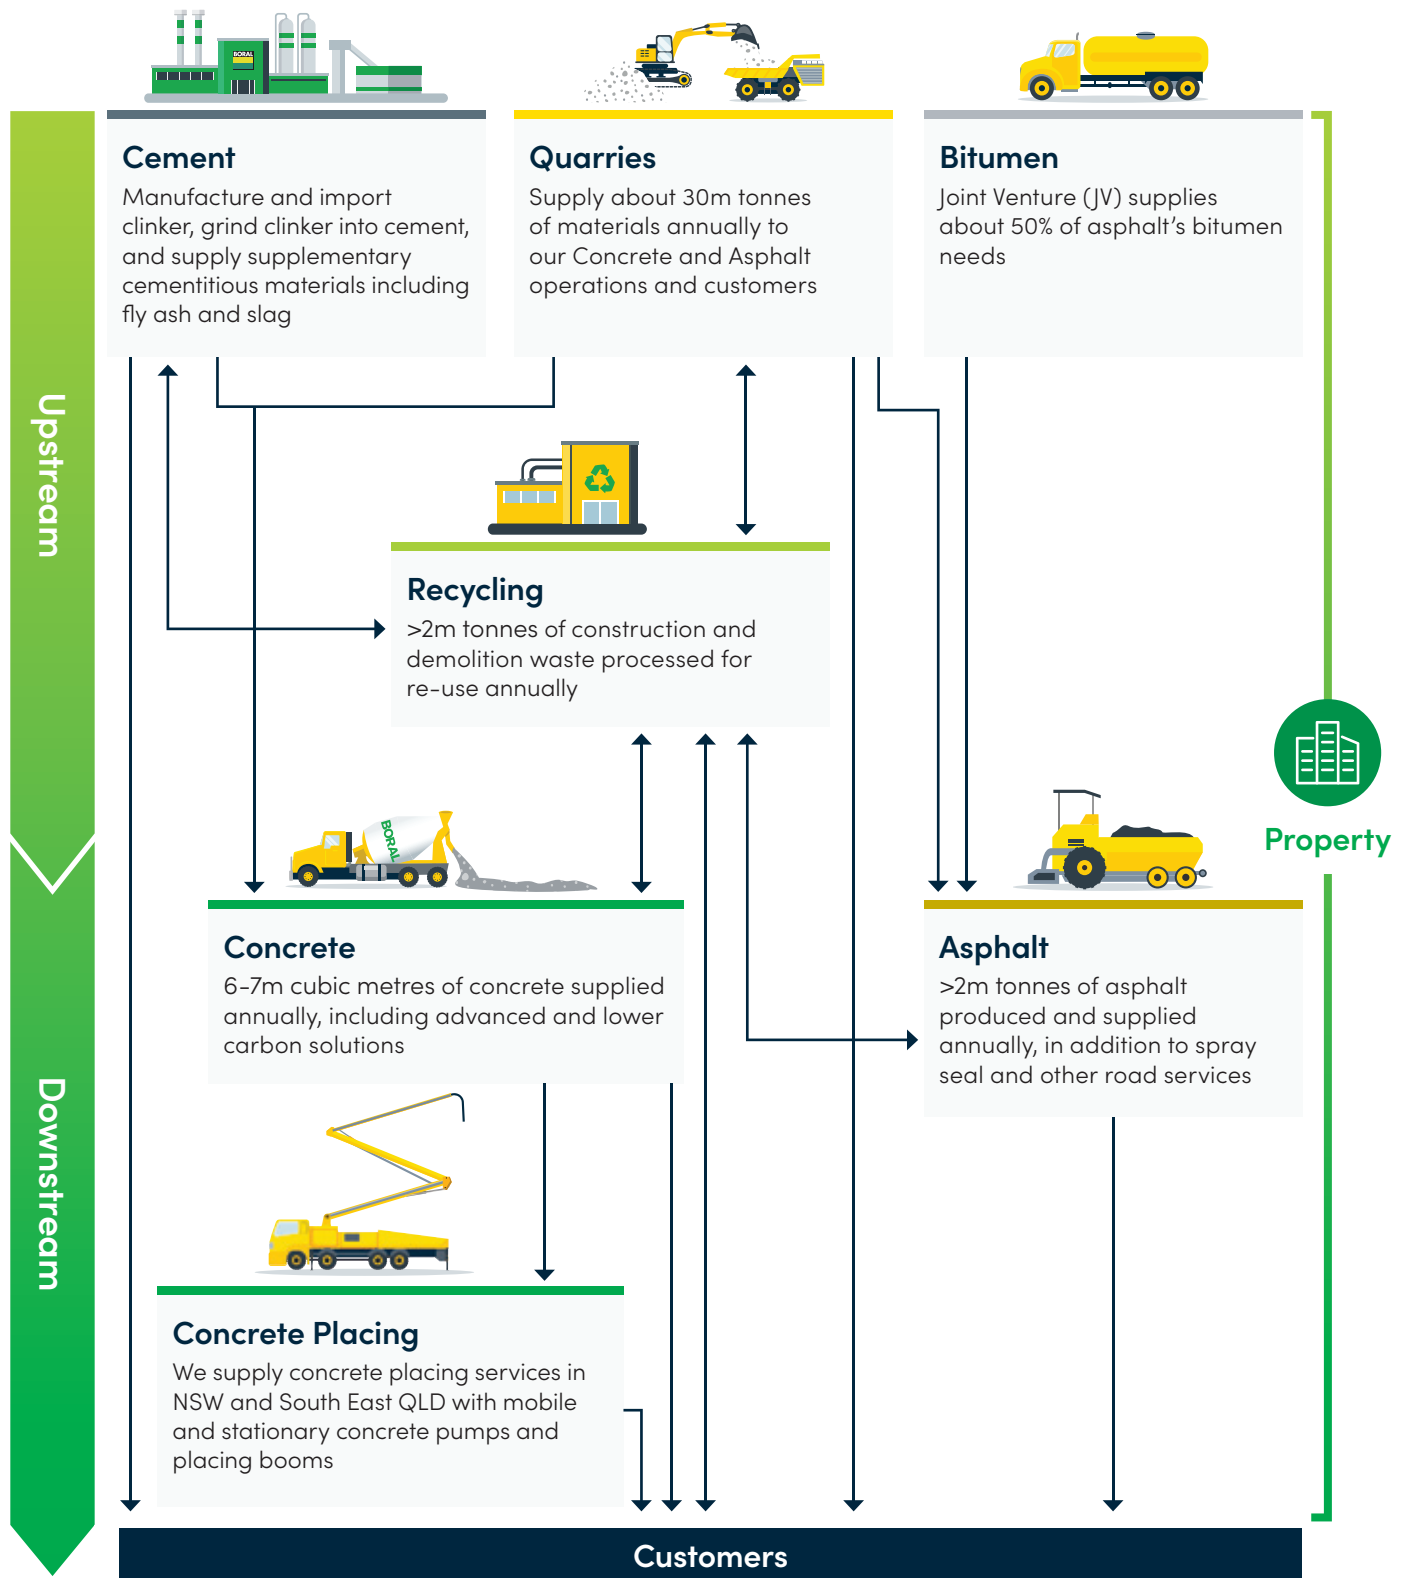 BORAL
Cement
Manufacture and import
clinker, grind clinker into cement,
and supply supplementary
cementitious materials including
fly ash and slag
Quarries
Supply about 30m tonnes
of materials annually to
our Concrete and Asphalt
operations and customers
Bitumen
Joint Venture (JV) supplies
about 50% of asphalt’s bitumen
needs
Upstream
Recycling
>2m tonnes of construction and
demolition waste processed for
re-use annually
Property
BORAL
Concrete
6-7m cubic metres of concrete supplied
annually, including advanced and lower
carbon solutions
Asphalt
>2m tonnes of asphalt
produced and supplied
annually, in addition to spray
seal and other road services
Downstream
Concrete Placing
We supply concrete placing services in
NSW and South East QLD with mobile
and stationary concrete pumps and
placing booms
Customers